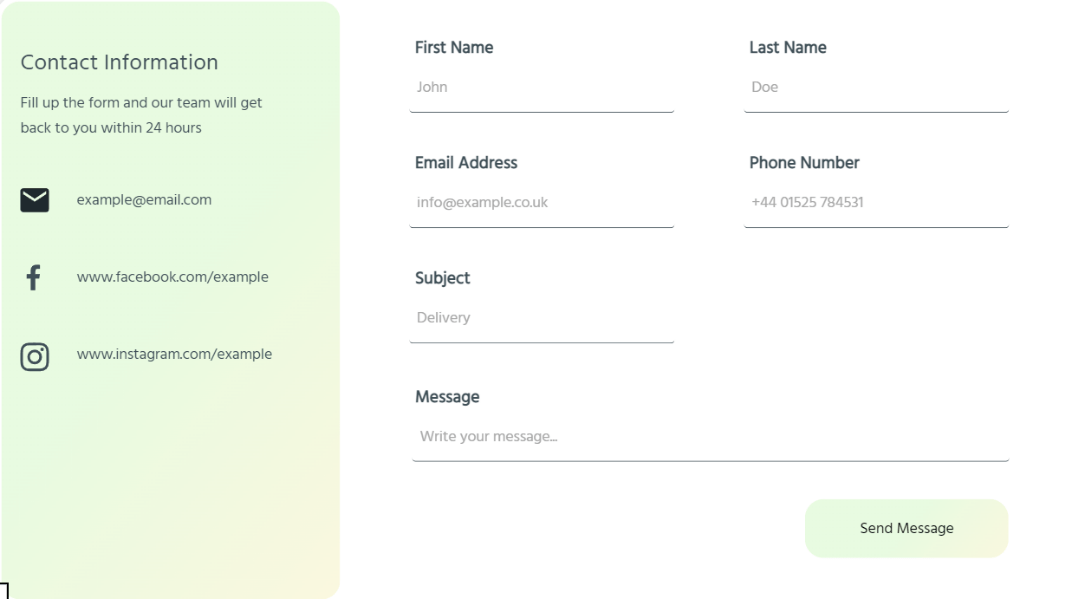 Contact Information
Fill up the form and our team will get
back to you within 24 hours
example@email.com
www.facebook.com/example
www.instagram.com/example
First Name
John
Last Name
Doe
Email Address
info@example.co.uk
Phone Number
+44 01525 784531
Subject
Delivery
Message
Write your message...
Send Message